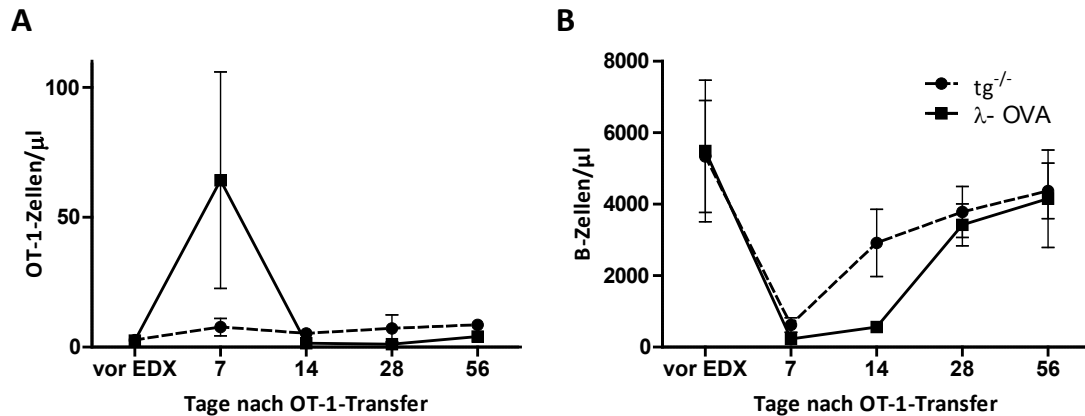 A
OT-1-Zellen/µl
100
50
0
vor EDX 7 14 28 56
Tage nach OT-1-Transfer
B
B-Zellen/µl
8000
6000
4000
2000
0
tg-/-
λ- OVA
vor EDX 7 14 28 56
Tage nach OT-1-Transfer